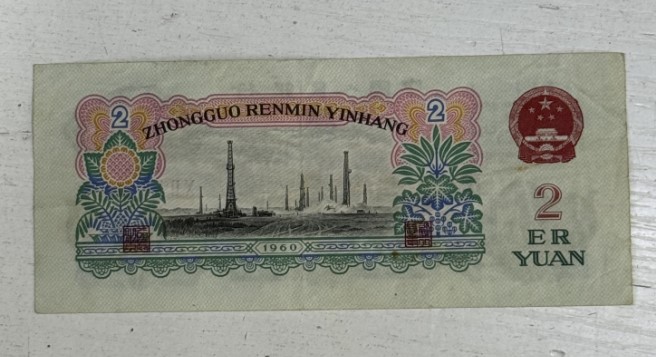 2
2
ZHONGGUO RENMIN YINHANG
1960
2
ER
YUAN